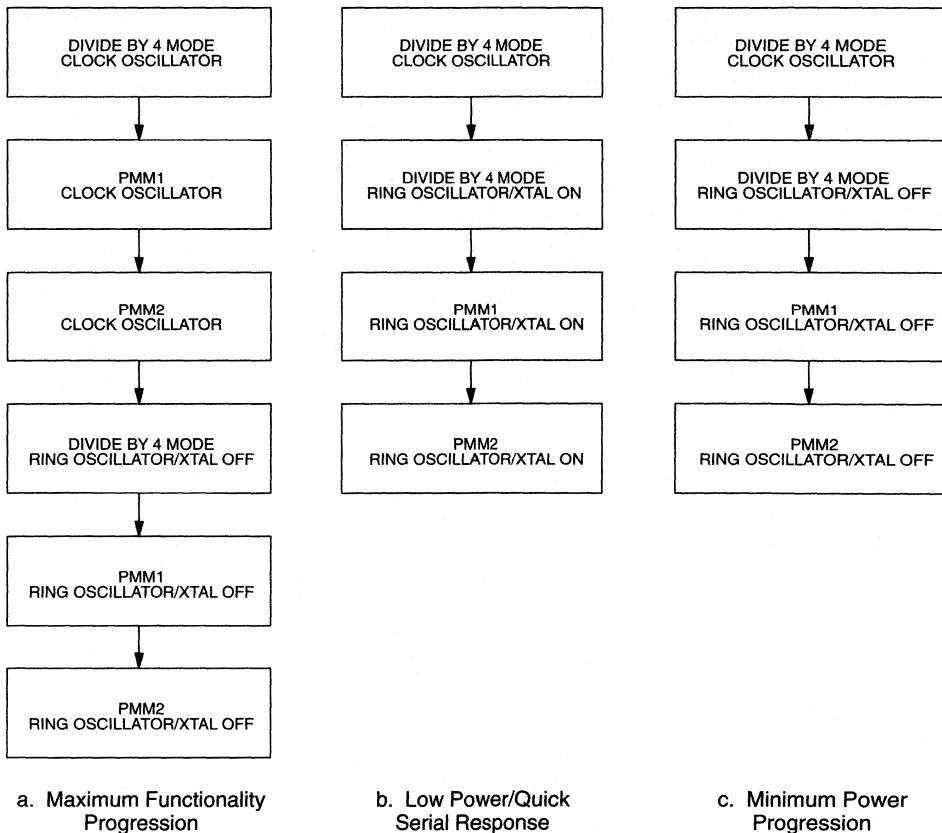 DIVIDE BY 4 MODE
CLOCK OSCILLATOR
PMM1
CLOCK OSCILLATOR
PMM2
CLOCK OSCILLATOR
DIVIDE BY 4 MODE
RING OSCILLATOR/XTAL OFF
PMM1
RING OSCILLATOR/XTAL OFF
PMM2
RING OSCILLATOR/XTAL OFF
a. Maximum Functionality
Progression
DIVIDE BY 4 MODE
CLOCK OSCILLATOR
DIVIDE BY 4 MODE
RING OSCILLATOR/XTAL ON
PMM1
RING OSCILLATOR/XTAL ON
PMM2
RING OSCILLATOR/XTAL ON
b. Low Power/Quick
Serial Response
DIVIDE BY 4 MODE
CLOCK OSCILLATOR
DIVIDE BY 4 MODE
RING OSCILLATOR/XTAL OFF
PMM1
RING OSCILLATOR/XTAL OFF
PMM2
RING OSCILLATOR/XTAL OFF
c. Minimum Power
Progression